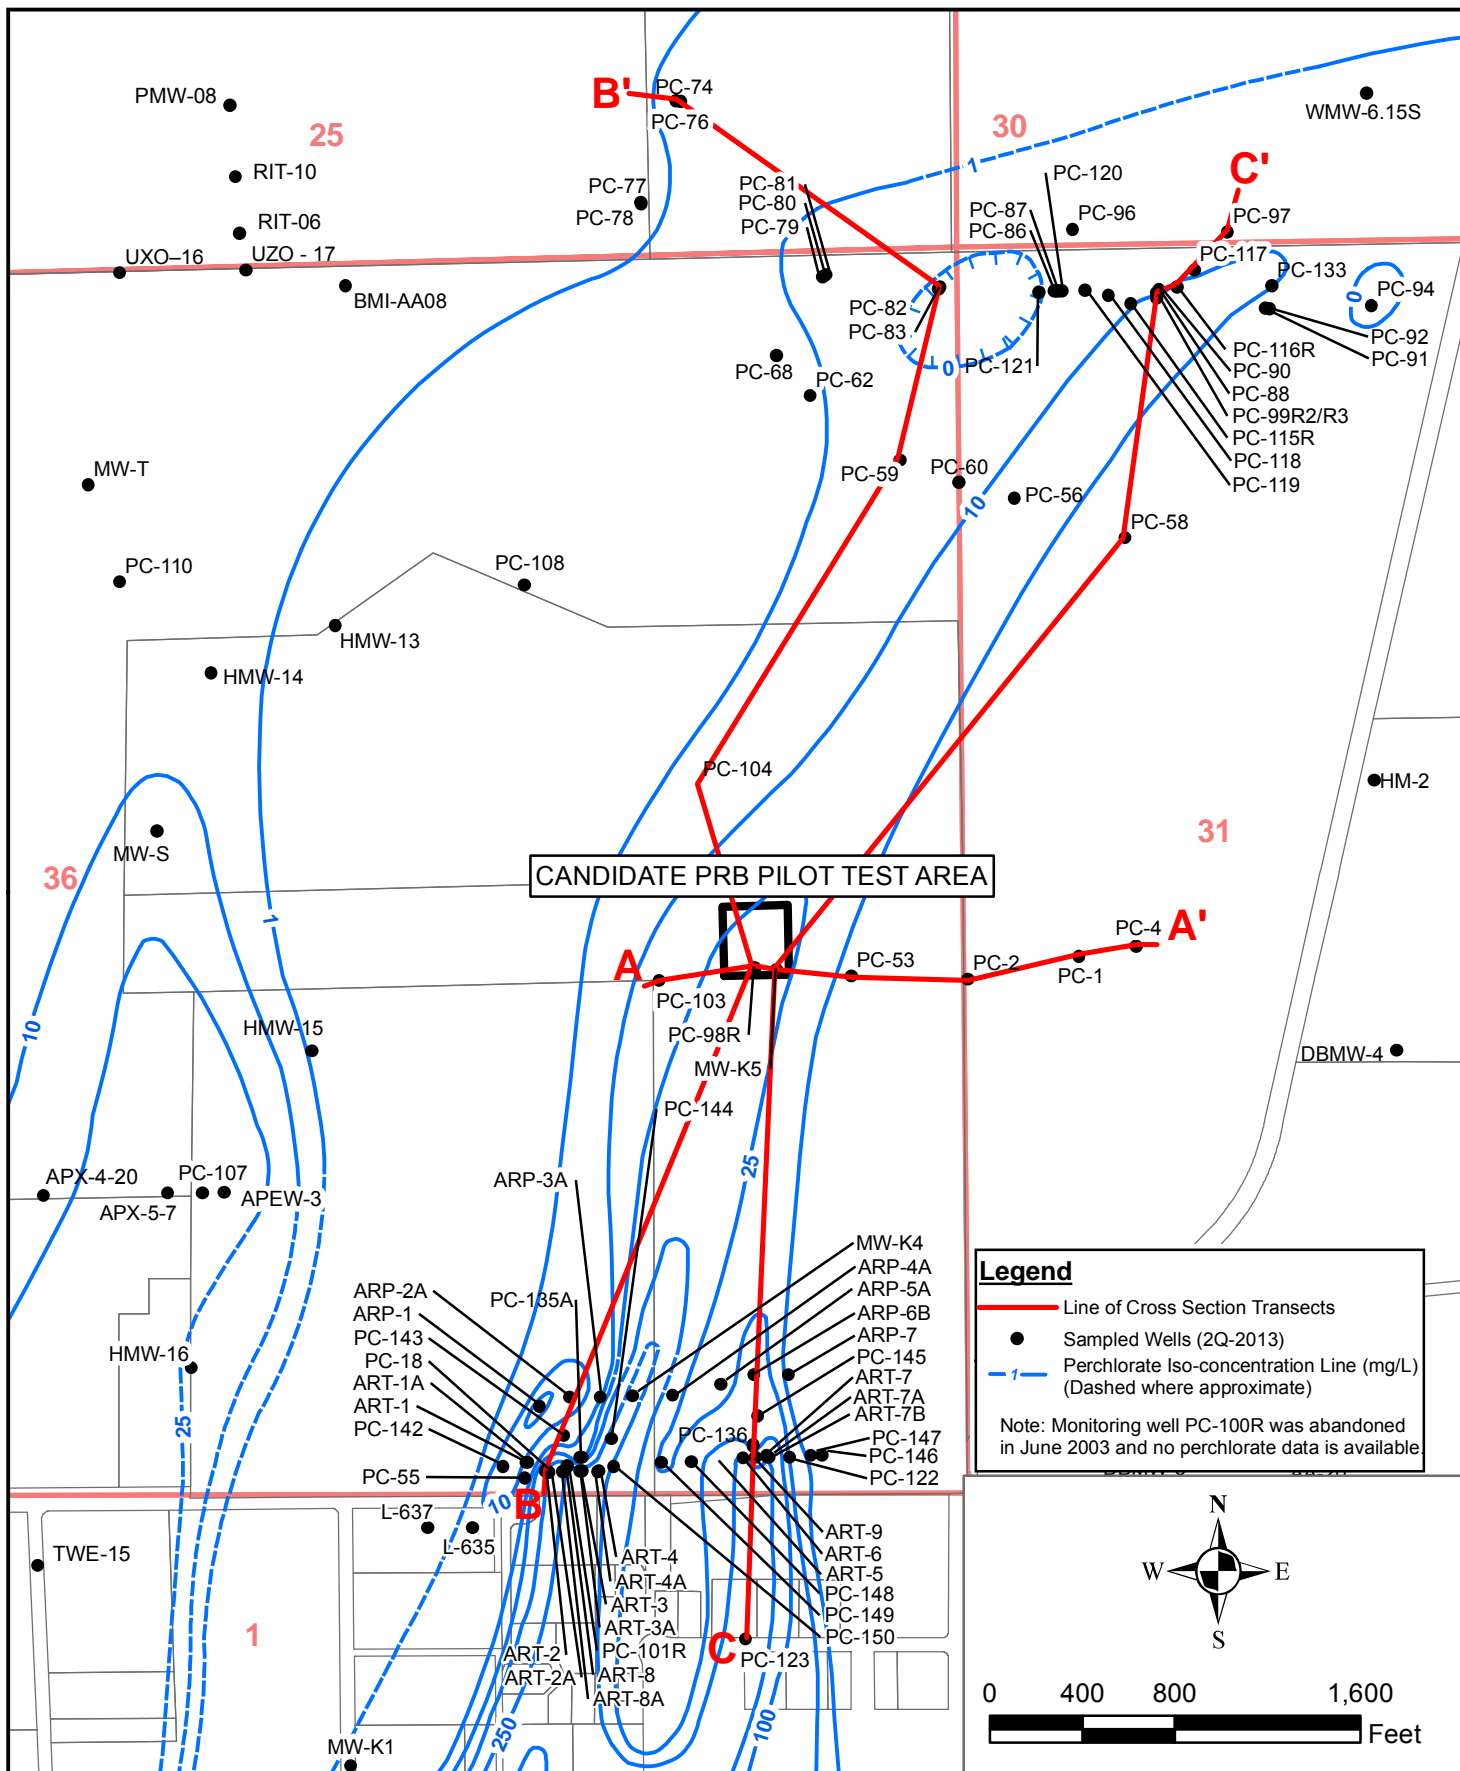 B'
PC-74
PC-76
PMW-08
25
30
WMW-6.15S
1
C'
RIT-10
PC-77
PC-78
PC-81
PC-80
PC-79
PC-120
PC-87
PC-86
PC-96
PC-97
RIT-06
UXO–16
UZO - 17
BMI-AA08
PC-117
PC-133
0
PC-94
PC-82
PC-83
PC-92
PC-91
PC-68
PC-62
0
PC-121
PC-116R
PC-90
PC-88
PC-99R2/R3
PC-115R
PC-118
PC-119
MW-T
PC-59
PC-60
10
PC-56
PC-58
PC-110
PC-108
HMW-13
HMW-14
PC-104
HM-2
MW-S
31
36
CANDIDATE PRB PILOT TEST AREA
1
A
PC-4
A'
PC-53
PC-2
PC-1
PC-103
10
HMW-15
PC-98R
MW-K5
DBMW-4
PC-144
25
APX-4-20
PC-107
APX-5-7
APEW-3
ARP-3A
MW-K4
ARP-4A
ARP-5A
ARP-6B
ARP-7
PC-145
ART-7
ART-7A
ART-7B
PC-147
PC-146
PC-122
ARP-2A
ARP-1
PC-143
PC-18
ART-1A
ART-1
PC-142
PC-55
PC-135A
HMW-16
25
PC-136
Legend
Line of Cross Section Transects
Sampled Wells (2Q-2013)
1
Perchlorate Iso-concentration Line (mg/L)
(Dashed where approximate)
Note: Monitoring well PC-100R was abandoned
in June 2003 and no perchlorate data is available.
10
B
L-637
L-635
TWE-15
ART-9
ART-6
ART-5
PC-148
PC-149
PC-150
ART-4
ART-4A
ART-3
ART-3A
PC-101R
ART-8
ART-8A
ART-2
ART-2A
1
C
PC-123
250
100
MW-K1
N
W
E
S
0
400
800
1,600
Feet